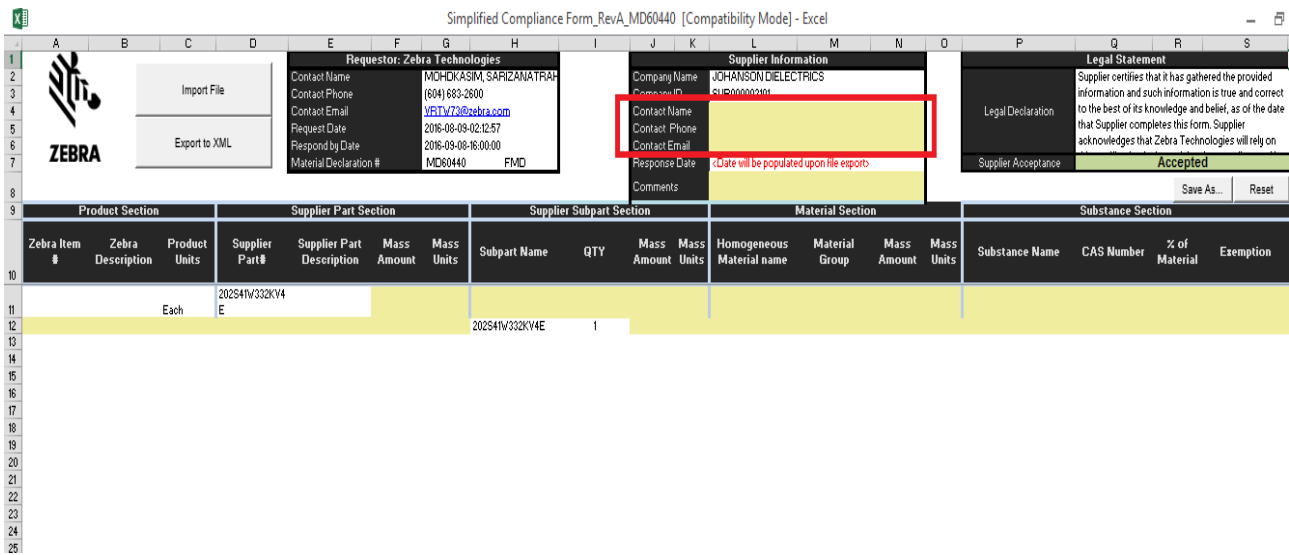 Simplified Compliance Form_RevA_MD60440 [Compatibility Mode] - Excel
A B C D E F G H I J K L M N O P Q R S
1
2
3
4
5
6
7
8
9
10
11
12
13
14
15
16
17
18
19
20
21
22
23
24
25
ZEBRA
Import File
Export to XML
Requestor: Zebra Technologies
Contact Name MOHDKASIM, SARIZANATRAH
Contact Phone (604) 683-2600
Contact Email VRTW73@zebra.com
Request Date 2016-08-09-02:12:57
Respond by Date 2016-09-08-16:00:00
Material Declaration # MD60440 FMD
Supplier Information
Company Name JOHANSON DIELECTRICS
Company ID SUP000002101
Contact Name
Contact Phone
Contact Email
Response Date <Date will be populated upon file export>
Comments
Legal Statement
Legal Declaration
Supplier certifies that it has gathered the provided
information and such information is true and correct
to the best of its knowledge and belief, as of the date
that Supplier completes this form. Supplier
acknowledges that Zebra Technologies will rely on
Supplier Acceptance Accepted
Save As... Reset
Product Section Supplier Part Section Supplier Subpart Section Material Section Substance Section
Zebra Item # Zebra Description Product Units Supplier Part# Supplier Part Description Mass Amount Mass Units Subpart Name QTY Mass Amount Mass Units Homogeneous Material name Material Group Mass Amount Mass Units Substance Name CAS Number % of Material Exemption
Each 202S41W332KV4E
202S41W332KV4E 1